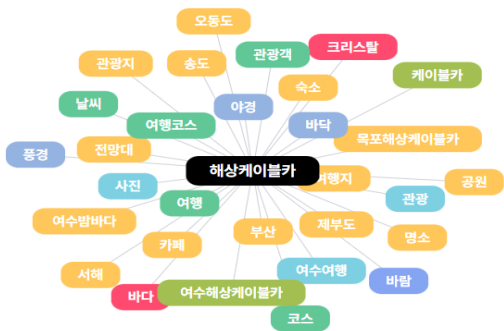 오동도
관광지
송도
관광객
크리스탈
숙소
케이블카
날씨
여행코스
야경
바닥
풍경
전망대
목포해상케이블카
해상케이블카
사진
여행지
공원
여행
관광
여수밤바다
카페
부산
제부도
명소
서해
바다
여수해상케이블카
여수여행
바람
코스